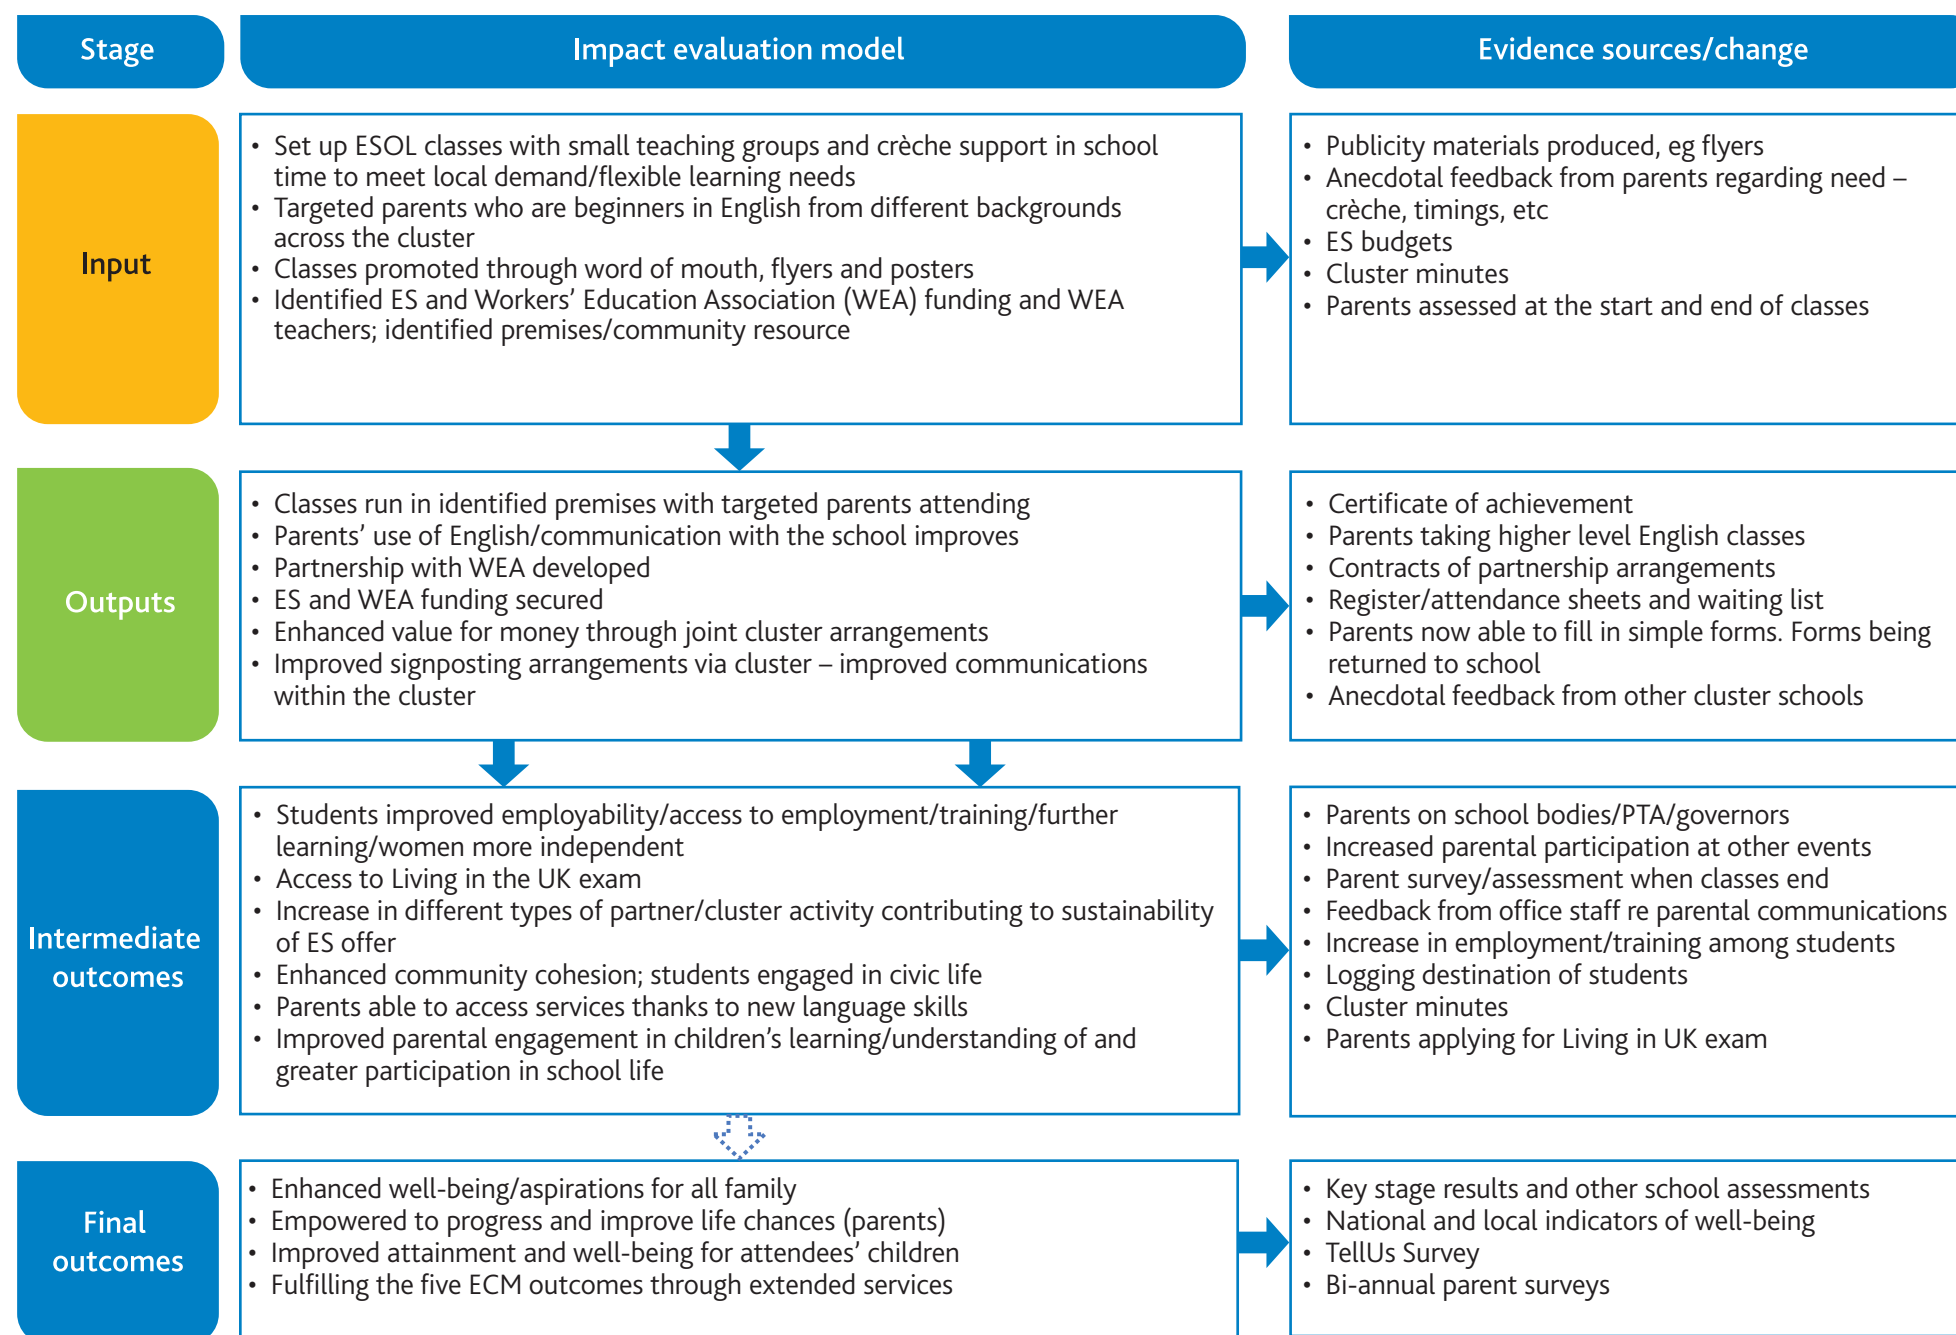 Stage
Impact evaluation model
Evidence sources/change
Input
• Set up ESOL classes with small teaching groups and crèche support in school
time to meet local demand/flexible learning needs
• Targeted parents who are beginners in English from different backgrounds
across the cluster
• Classes promoted through word of mouth, flyers and posters
• Identified ES and Workers’ Education Association (WEA) funding and WEA
teachers; identified premises/community resource
• Publicity materials produced, eg flyers
• Anecdotal feedback from parents regarding need –
crèche, timings, etc
• ES budgets
• Cluster minutes
• Parents assessed at the start and end of classes
Outputs
• Classes run in identified premises with targeted parents attending
• Parents’ use of English/communication with the school improves
• Partnership with WEA developed
• ES and WEA funding secured
• Enhanced value for money through joint cluster arrangements
• Improved signposting arrangements via cluster – improved communications
within the cluster
• Certificate of achievement
• Parents taking higher level English classes
• Contracts of partnership arrangements
• Register/attendance sheets and waiting list
• Parents now able to fill in simple forms. Forms being
returned to school
• Anecdotal feedback from other cluster schools
Intermediate
outcomes
• Students improved employability/access to employment/training/further
learning/women more independent
• Access to Living in the UK exam
• Increase in different types of partner/cluster activity contributing to sustainability
of ES offer
• Enhanced community cohesion; students engaged in civic life
• Parents able to access services thanks to new language skills
• Improved parental engagement in children’s learning/understanding of and
greater participation in school life
• Parents on school bodies/PTA/governors
• Increased parental participation at other events
• Parent survey/assessment when classes end
• Feedback from office staff re parental communications
• Increase in employment/training among students
• Logging destination of students
• Cluster minutes
• Parents applying for Living in UK exam
Final
outcomes
• Enhanced well-being/aspirations for all family
• Empowered to progress and improve life chances (parents)
• Improved attainment and well-being for attendees’ children
• Fulfilling the five ECM outcomes through extended services
• Key stage results and other school assessments
• National and local indicators of well-being
• TellUs Survey
• Bi-annual parent surveys